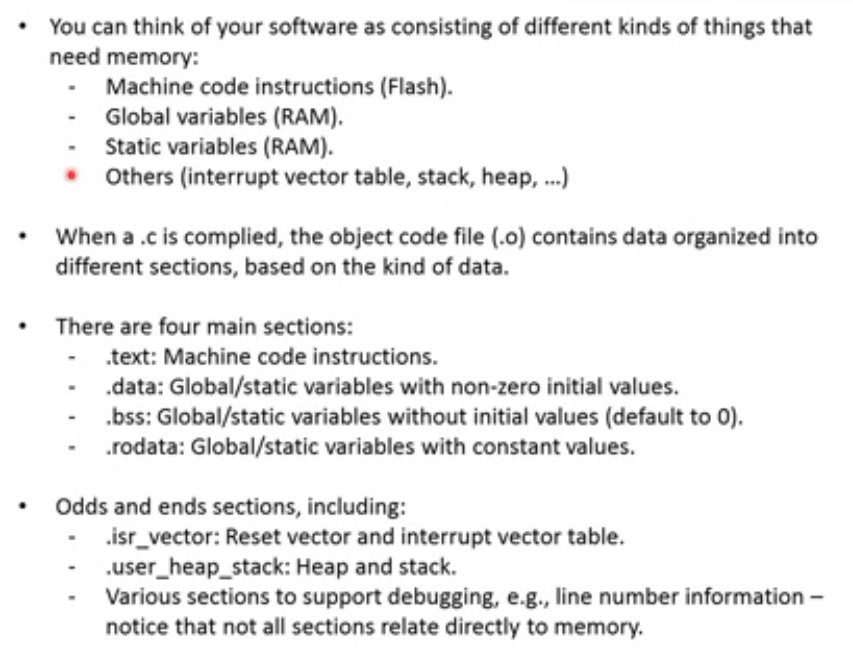 • You can think of your software as consisting of different kinds of things that
need memory:
- Machine code instructions (Flash).
- Global variables (RAM).
- Static variables (RAM).
Others (interrupt vector table, stack, heap, ...)
• When a .c is complied, the object code file (.o) contains data organized into
different sections, based on the kind of data.
• There are four main sections:
- .text: Machine code instructions.
- .data: Global/static variables with non-zero initial values.
- .bss: Global/static variables without initial values (default to 0).
- .rodata: Global/static variables with constant values.
• Odds and ends sections, including:
- .isr_vector: Reset vector and interrupt vector table.
- .user_heap_stack: Heap and stack.
- Various sections to support debugging, e.g., line number information –
notice that not all sections relate directly to memory.